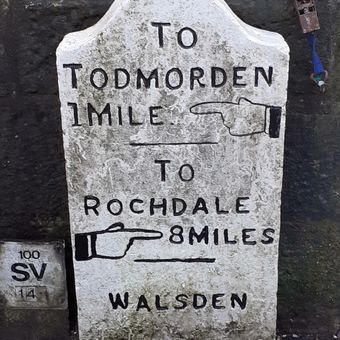 TO
TODMORDEN
1MILE
TO
ROCHDALE
8MILES
WALSDEN
100
SV
14